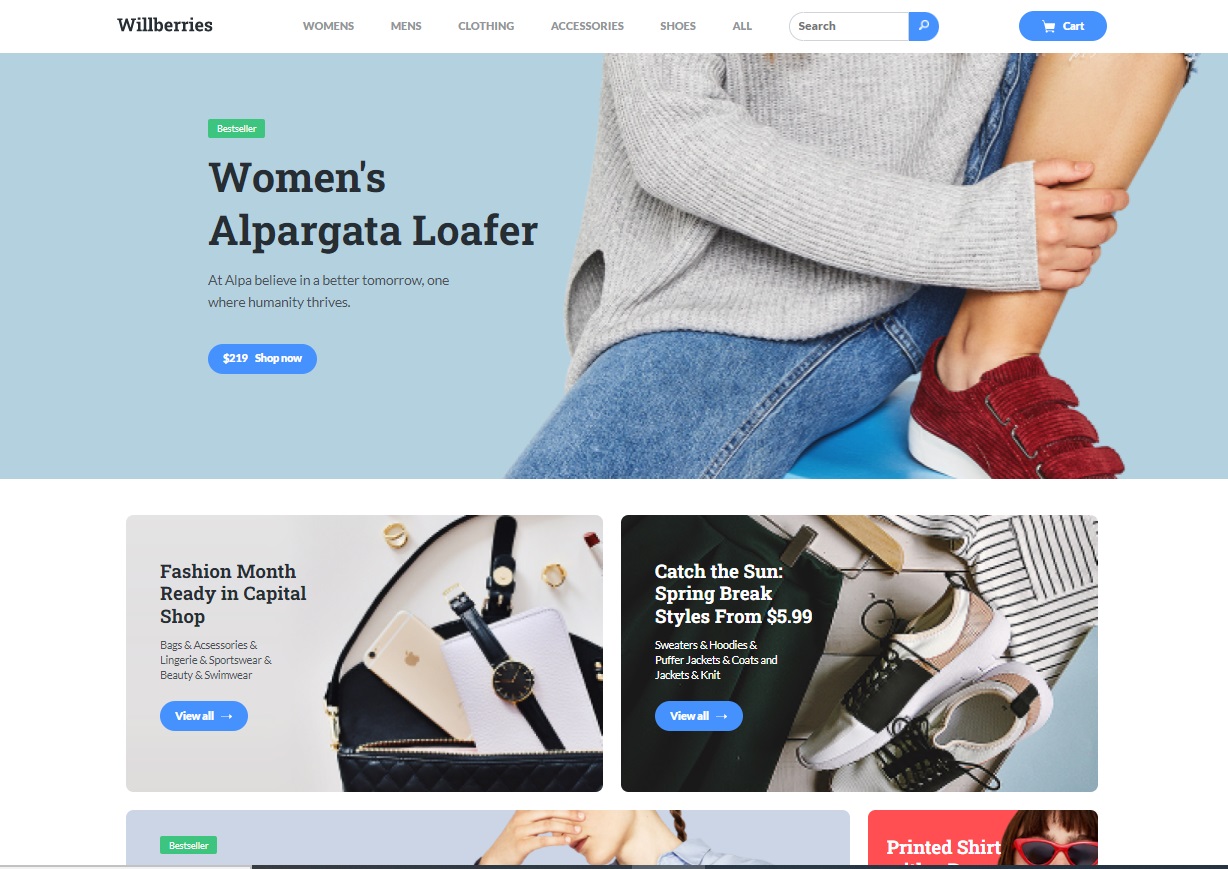 Willberries
WOMENS MENS CLOTHING ACCESSORIES SHOES ALL Search Cart
Bestseller
Women's
Alpargata Loafer
At Alpa believe in a better tomorrow, one
where humanity thrives.
$219 Shop now
Fashion Month
Ready in Capital
Shop
Bags & Acsessories &
Lingerie & Sportswear &
Beauty & Swimwear
View all →
Catch the Sun:
Spring Break
Styles From $5.99
Sweaters & Hoodies &
Puffer Jackets & Coats and
Jackets & Knit
View all →
Bestseller
Printed Shirt